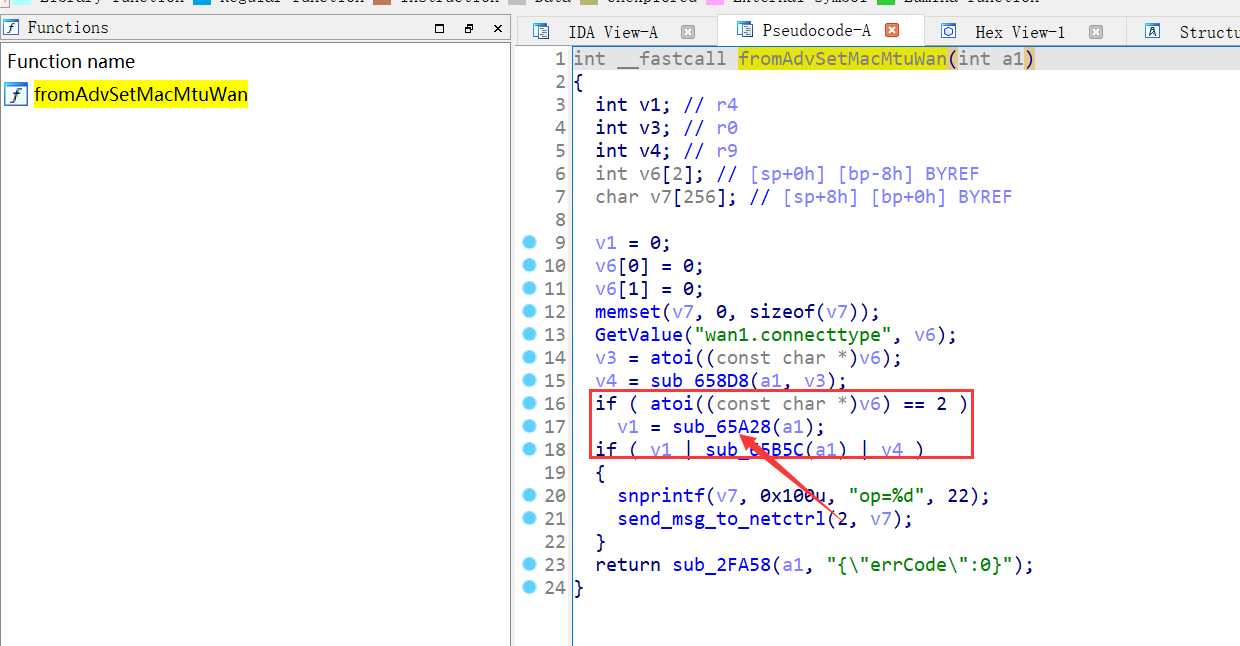 Library function Regular function Instruction Data Unexplored External symbol Lumina function
Functions
IDA View-A
Pseudocode-A
Hex View-1
Function name
fromAdvSetMacMtuWan
1 int __fastcall fromAdvSetMacMtuWan(int a1)
2 {
3 int v1; // r4
4 int v3; // r0
5 int v4; // r9
6 int v6[2]; // [sp+0h] [bp-8h] BYREF
7 char v7[256]; // [sp+8h] [bp+0h] BYREF
8
9 v1 = 0;
10 v6[0] = 0;
11 v6[1] = 0;
12 memset(v7, 0, sizeof(v7));
13 GetValue("wan1.connecttype", v6);
14 v3 = atoi((const char *)v6);
15 v4 = sub_658D8(a1, v3);
16 if ( atoi((const char *)v6) == 2 )
17 v1 = sub_65A28(a1);
18 if ( v1 | sub_65B5C(a1) | v4 )
19 {
20 snprintf(v7, 0x100u, "op=%d", 22);
21 send_msg_to_netctrl(2, v7);
22 }
23 return sub_2FA58(a1, "{\"errCode\":0}");
24 }